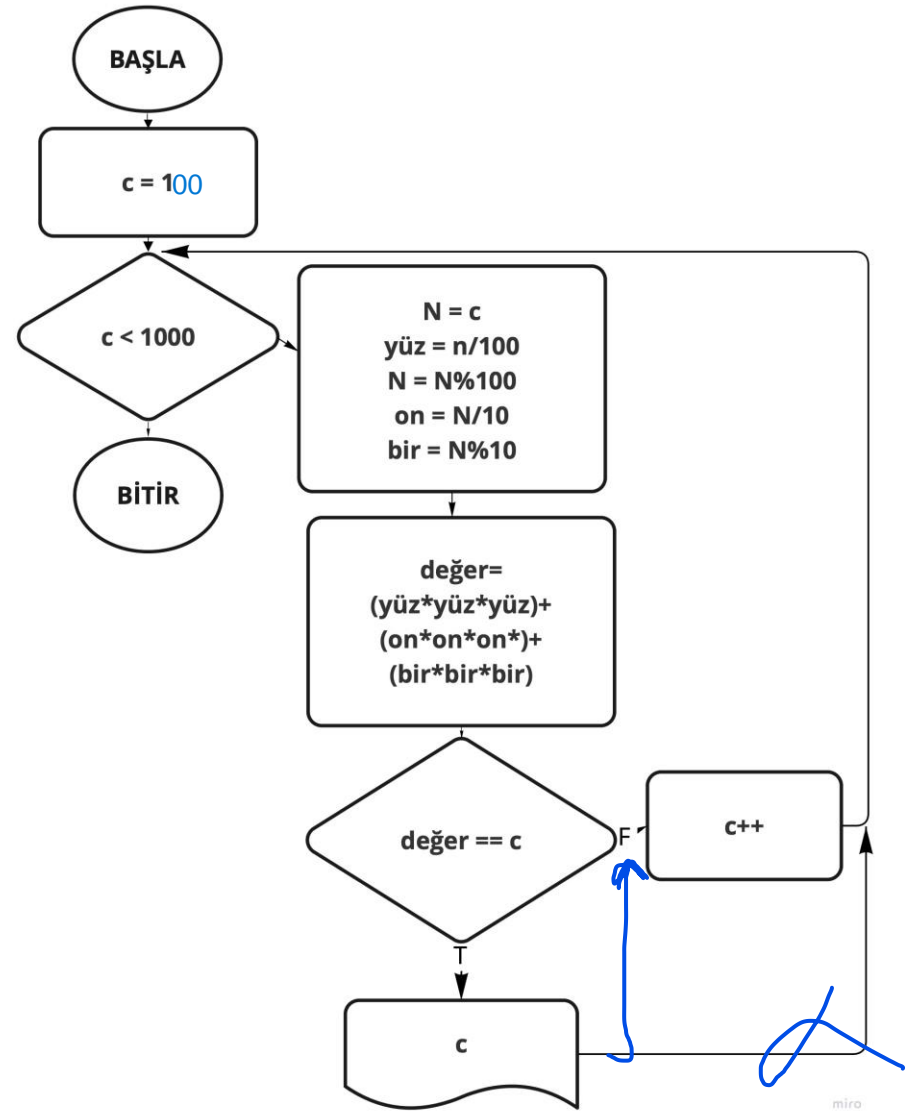 BAŞLA
c = 100
c < 1000
N = c
yüz = n/100
N = N%100
on = N/10
bir = N%10
BİTİR
değer=
(yüz*yüz*yüz)+
(on*on*on*)+
(bir*bir*bir)
değer == c
F
c++
T
c
miro